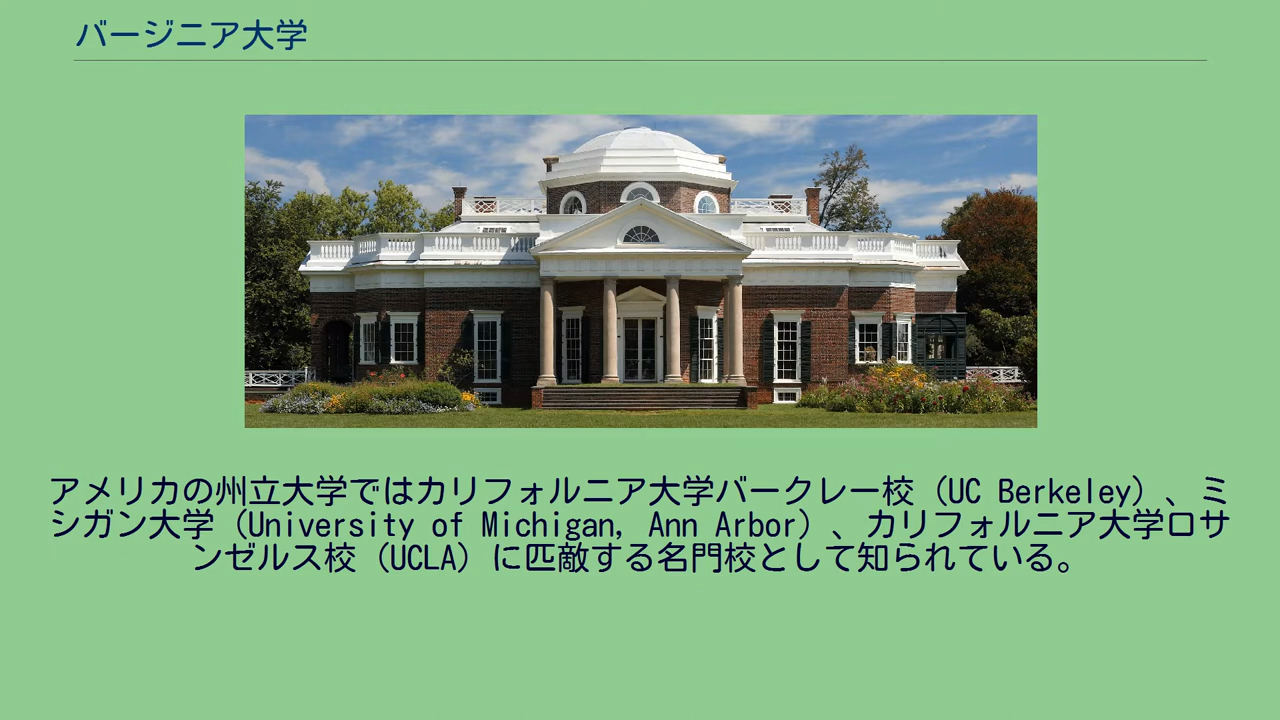 バージニア大学
アメリカの州立大学ではカリフォルニア大学バークレー校（UC Berkeley）、ミ
シガン大学（University of Michigan, Ann Arbor）、カリフォルニア大学ロサ
ンゼルス校（UCLA）に匹敵する名門校として知られている。